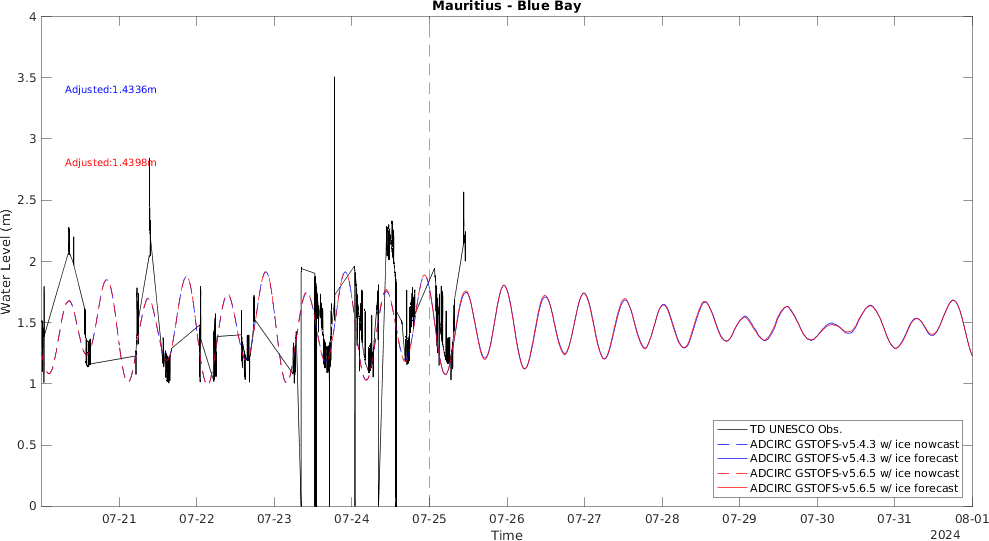 Mauritius - Blue Bay
4
3.5
3
2.5
2
1.5
1
0.5
0
Water Level (m)
Adjusted:1.4336m
Adjusted:1.4398m
TD UNESCO Obs.
ADCIRC GSTOFS-v5.4.3 w/ ice nowcast
ADCIRC GSTOFS-v5.4.3 w/ ice forecast
ADCIRC GSTOFS-v5.6.5 w/ ice nowcast
ADCIRC GSTOFS-v5.6.5 w/ ice forecast
07-21 07-22 07-23 07-24 07-25 07-26 07-27 07-28 07-29 07-30 07-31 08-01
Time
2024